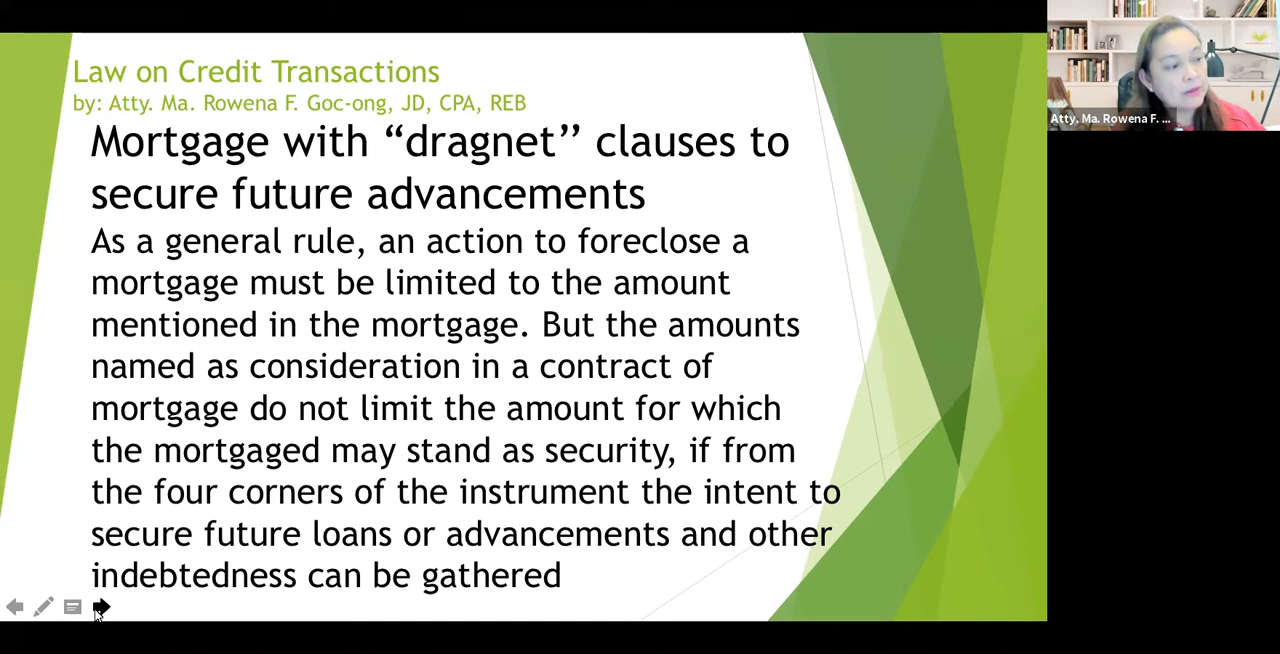 Law on Credit Transactions
by: Atty. Ma. Rowena F. Goc-ong, JD, CPA, REB
Mortgage with “dragnet’’ clauses to
secure future advancements
As a general rule, an action to foreclose a
mortgage must be limited to the amount
mentioned in the mortgage. But the amounts
named as consideration in a contract of
mortgage do not limit the amount for which
the mortgaged may stand as security, if from
the four corners of the instrument the intent to
secure future loans or advancements and other
indebtedness can be gathered
Atty. Ma. Rowena F. ...